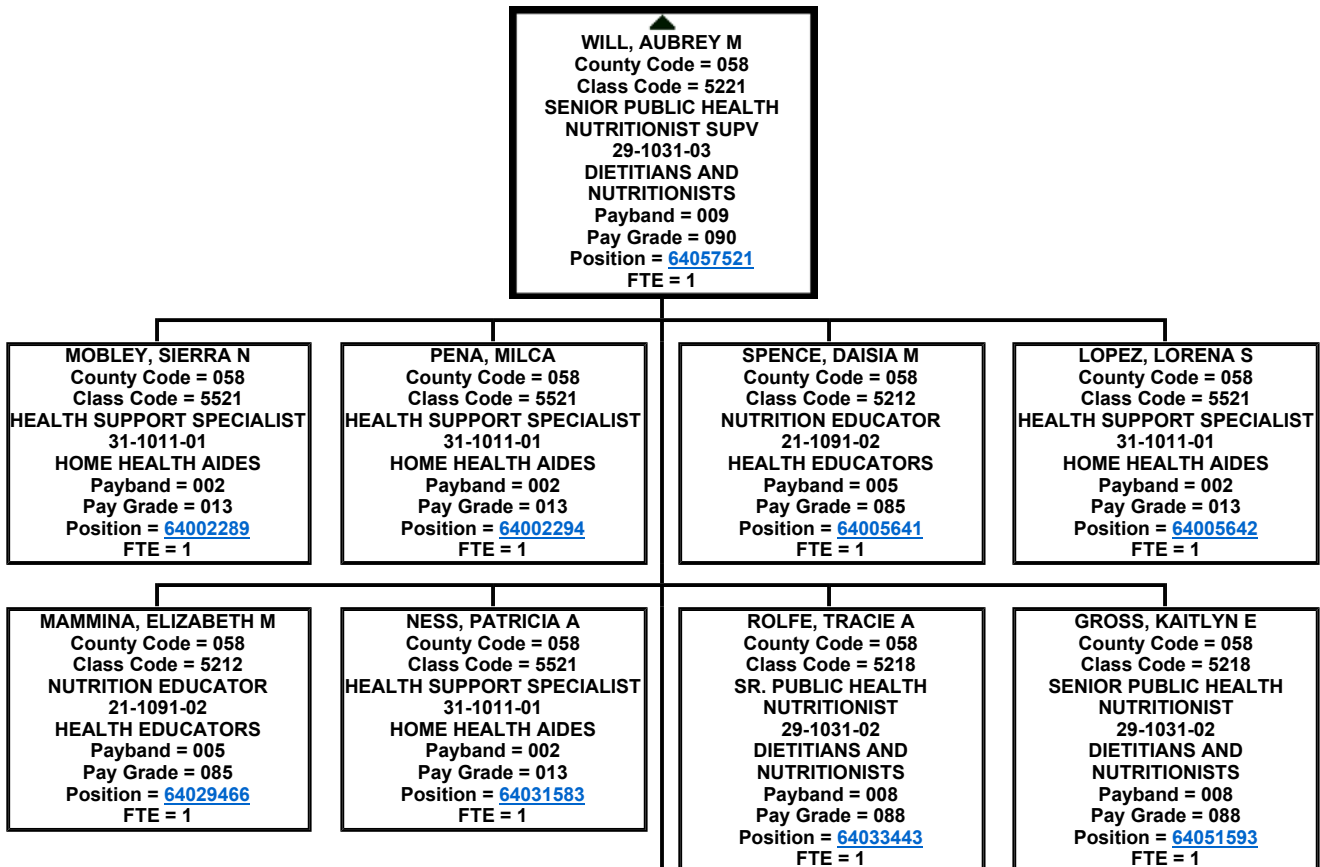 WILL, AUBREY M
County Code = 058
Class Code = 5221
SENIOR PUBLIC HEALTH
NUTRITIONIST SUPV
29-1031-03
DIETITIANS AND
NUTRITIONISTS
Payband = 009
Pay Grade = 090
Position = 64057521
FTE = 1
MOBLEY, SIERRA N
County Code = 058
Class Code = 5521
HEALTH SUPPORT SPECIALIST
31-1011-01
HOME HEALTH AIDES
Payband = 002
Pay Grade = 013
Position = 64002289
FTE = 1
PENA, MILCA
County Code = 058
Class Code = 5521
HEALTH SUPPORT SPECIALIST
31-1011-01
HOME HEALTH AIDES
Payband = 002
Pay Grade = 013
Position = 64002294
FTE = 1
SPENCE, DAISIA M
County Code = 058
Class Code = 5212
NUTRITION EDUCATOR
21-1091-02
HEALTH EDUCATORS
Payband = 005
Pay Grade = 085
Position = 64005641
FTE = 1
LOPEZ, LORENA S
County Code = 058
Class Code = 5521
HEALTH SUPPORT SPECIALIST
31-1011-01
HOME HEALTH AIDES
Payband = 002
Pay Grade = 013
Position = 64005642
FTE = 1
MAMMINA, ELIZABETH M
County Code = 058
Class Code = 5212
NUTRITION EDUCATOR
21-1091-02
HEALTH EDUCATORS
Payband = 005
Pay Grade = 085
Position = 64029466
FTE = 1
NESS, PATRICIA A
County Code = 058
Class Code = 5521
HEALTH SUPPORT SPECIALIST
31-1011-01
HOME HEALTH AIDES
Payband = 002
Pay Grade = 013
Position = 64031583
FTE = 1
ROLFE, TRACIE A
County Code = 058
Class Code = 5218
SR. PUBLIC HEALTH
NUTRITIONIST
29-1031-02
DIETITIANS AND
NUTRITIONISTS
Payband = 008
Pay Grade = 088
Position = 64033443
FTE = 1
GROSS, KAITLYN E
County Code = 058
Class Code = 5218
SENIOR PUBLIC HEALTH
NUTRITIONIST
29-1031-02
DIETITIANS AND
NUTRITIONISTS
Payband = 008
Pay Grade = 088
Position = 64051593
FTE = 1